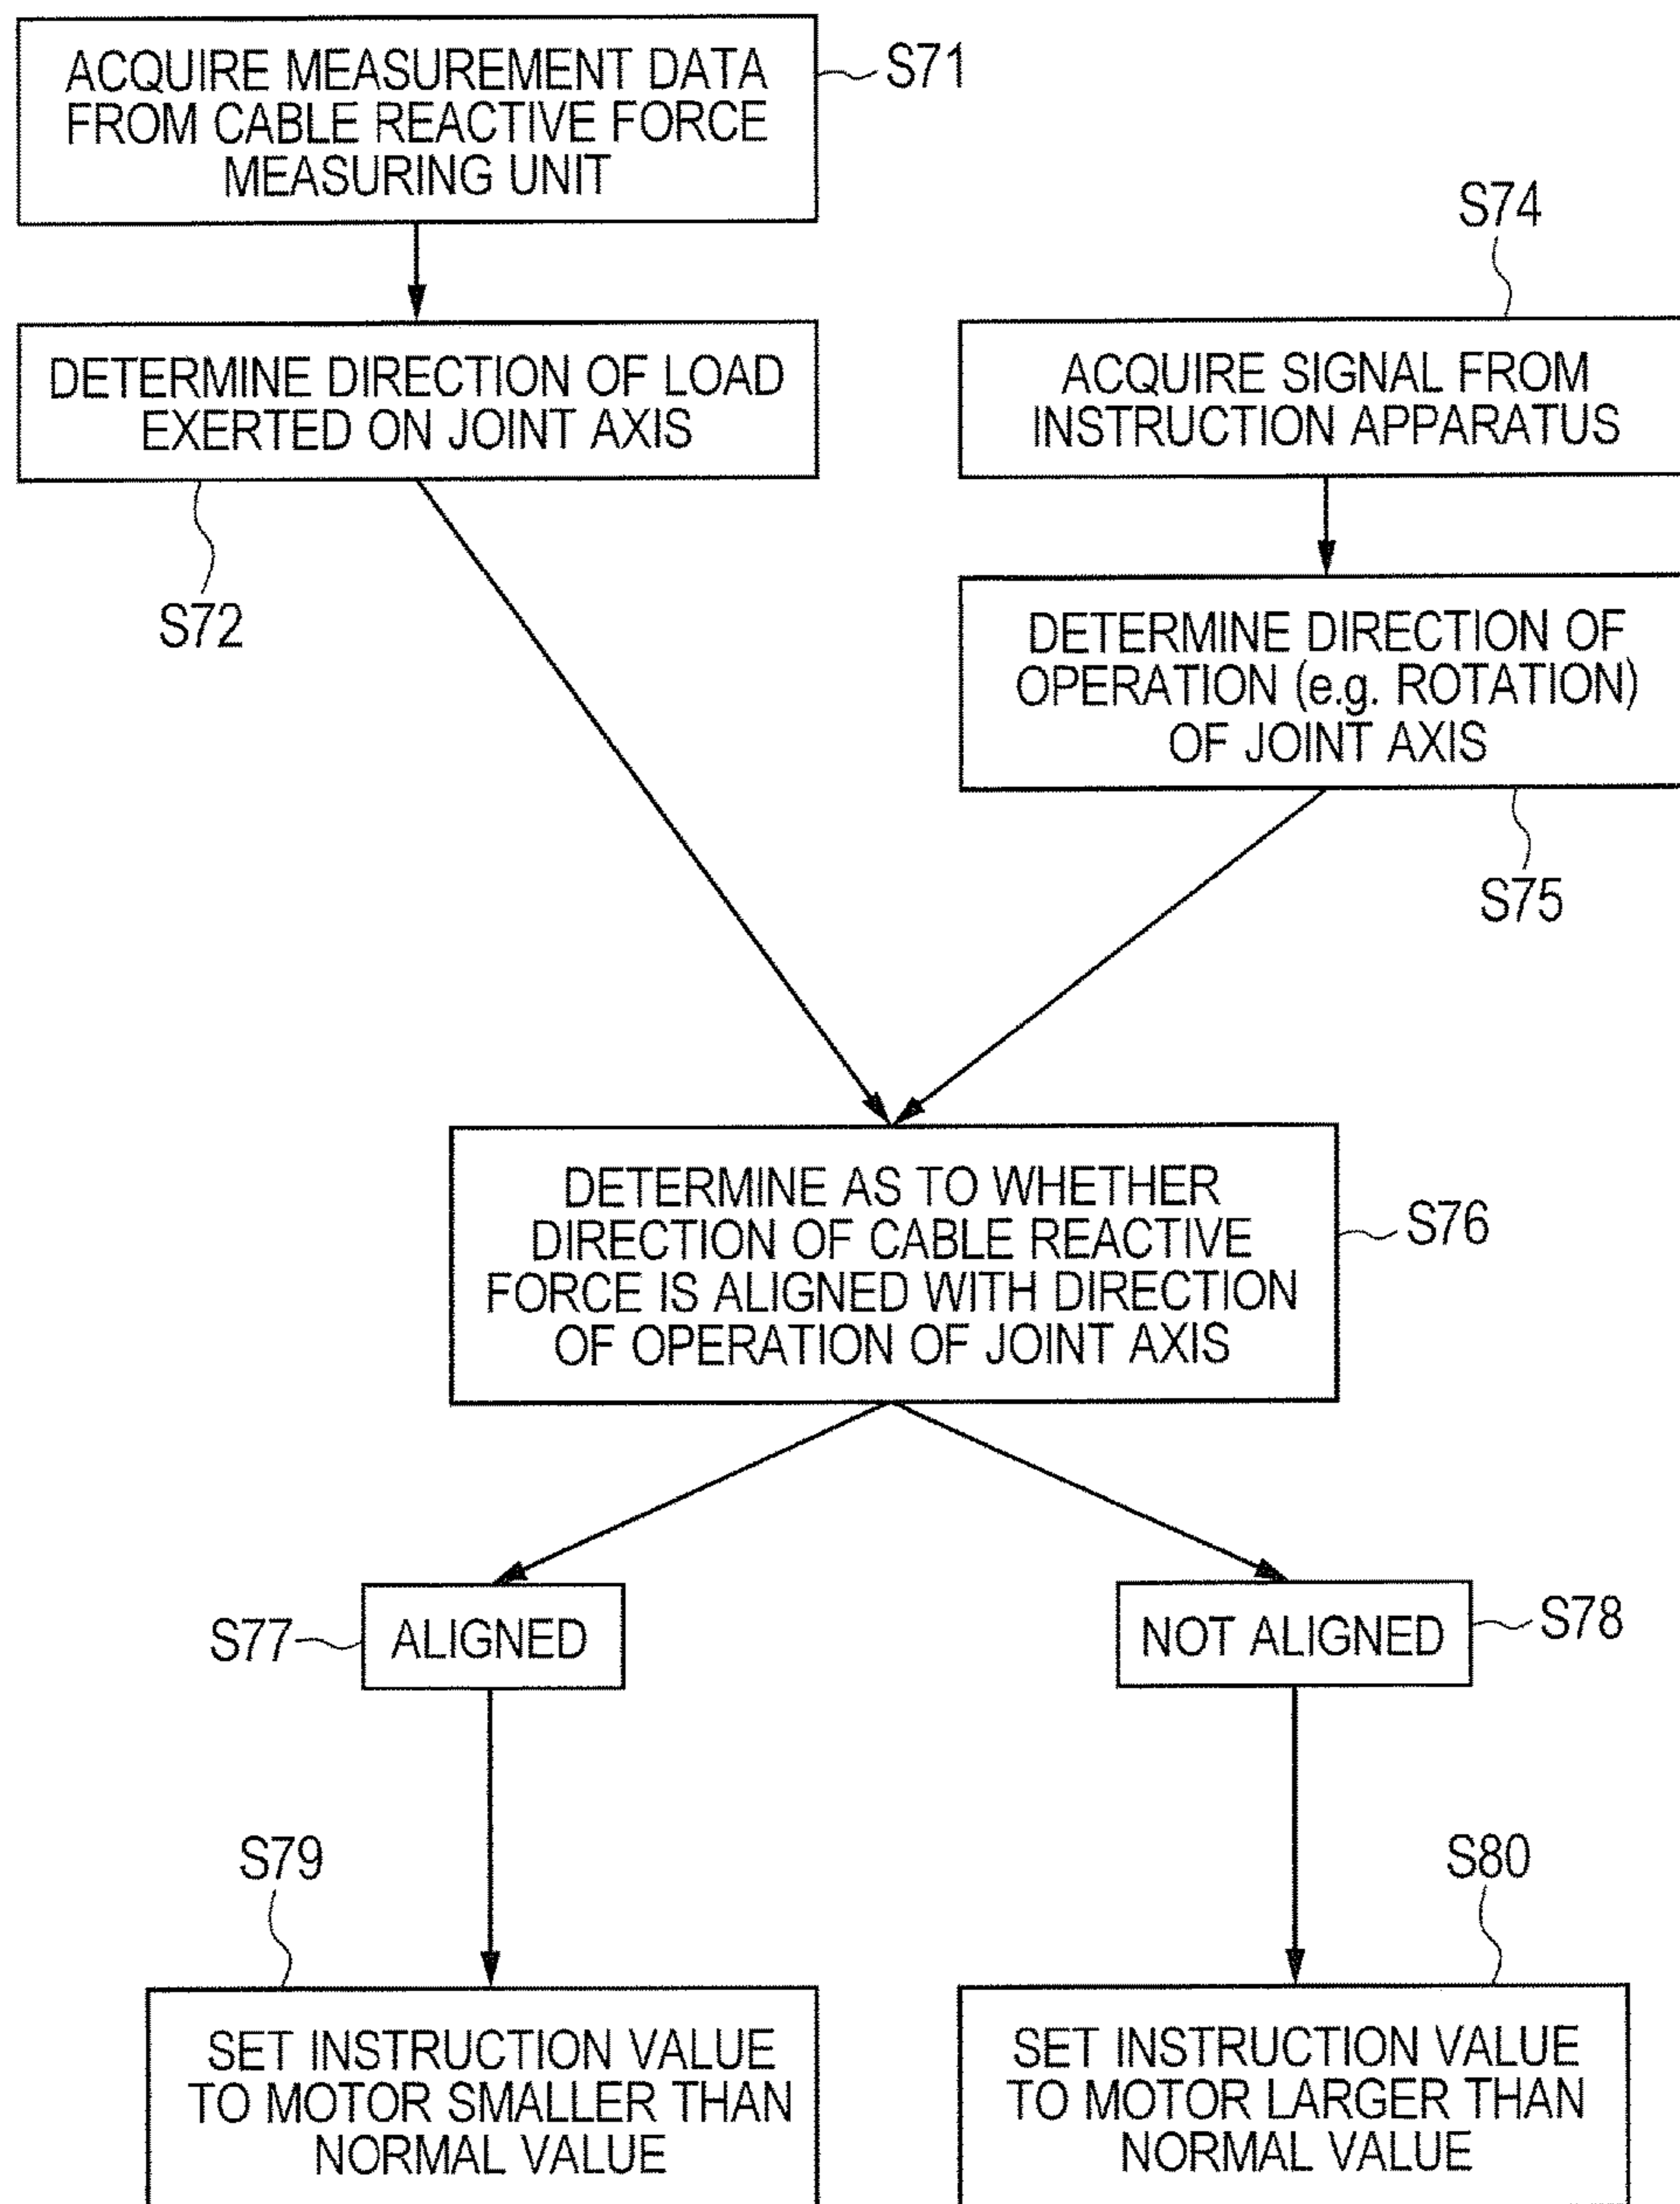 ACQUIRE MEASUREMENT DATA
FROM CABLE REACTIVE FORCE
MEASURING UNIT
S71
DETERMINE DIRECTION OF LOAD
EXERTED ON JOINT AXIS
S72
S74
ACQUIRE SIGNAL FROM
INSTRUCTION APPARATUS
DETERMINE DIRECTION OF
OPERATION (e.g. ROTATION)
OF JOINT AXIS
S75
DETERMINE AS TO WHETHER
DIRECTION OF CABLE REACTIVE
FORCE IS ALIGNED WITH DIRECTION
OF OPERATION OF JOINT AXIS
S76
S77
ALIGNED
NOT ALIGNED
S78
S79
SET INSTRUCTION VALUE
TO MOTOR SMALLER THAN
NORMAL VALUE
S80
SET INSTRUCTION VALUE
TO MOTOR LARGER THAN
NORMAL VALUE